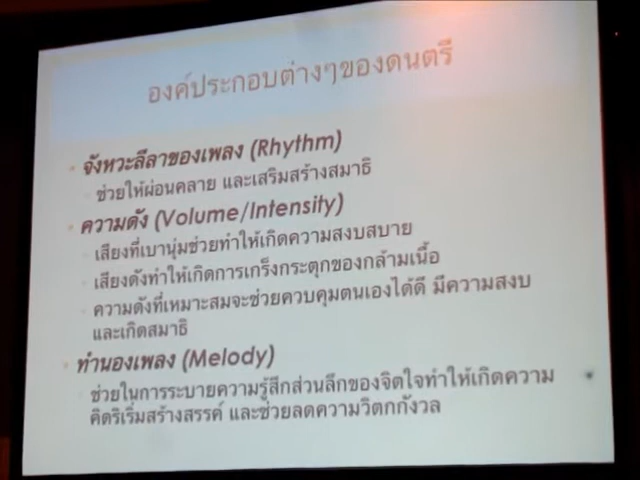 องค์ประกอบต่างๆของดนตรี
จังหวะลีลาของเพลง (Rhythm)
ช่วยให้ผ่อนคลาย และเสริมสร้างสมาธิ
ความดัง (Volume/Intensity)
เสียงที่เบานุ่มช่วยทำให้เกิดความสงบสบาย
เสียงดังทำให้เกิดการเกร็งกระตุกของกล้ามเนื้อ
ความดังที่เหมาะสมจะช่วยควบคุมตนเองได้ดี มีความสงบ
และเกิดสมาธิ
ทำนองเพลง (Melody)
ช่วยในการระบายความรู้สึกส่วนลึกของจิตใจทำให้เกิดความ
คิดริเริ่มสร้างสรรค์ และช่วยลดความวิตกกังวล